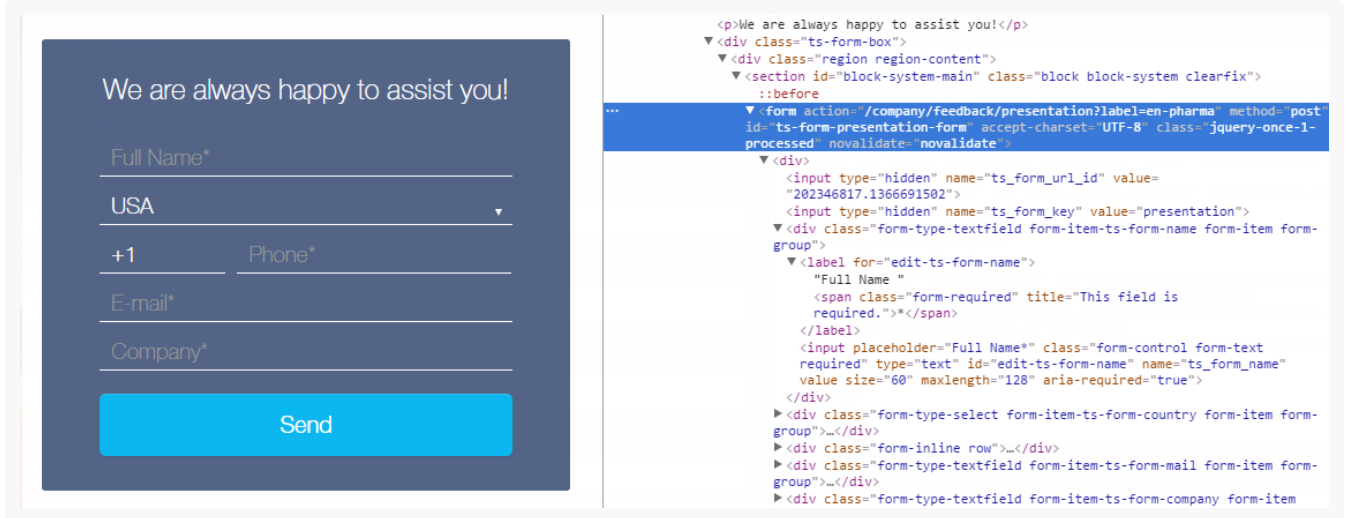 We are always happy to assist you!
Full Name*
USA
+1 Phone*
E-mail*
Company*
Send
<p>We are always happy to assist you!</p>
▼<div class="ts-form-box">
▼<div class="region region-content">
▼<section id="block-system-main" class="block block-system clearfix">
::before
… ▼<form action="/company/feedback/presentation?label=en-pharma" method="post"
id="ts-form-presentation-form" accept-charset="UTF-8" class="jquery-once-1-
processed" novalidate="novalidate">
▼<div>
<input type="hidden" name="ts_form_url_id" value=
"202346817.1366691502">
<input type="hidden" name="ts_form_key" value="presentation">
▼<div class="form-type-textfield form-item-ts-form-name form-item form-
group">
▼<label for="edit-ts-form-name">
"Full Name "
<span class="form-required" title="This field is
required.">*</span>
</label>
<input placeholder="Full Name*" class="form-control form-text
required" type="text" id="edit-ts-form-name" name="ts_form_name"
value size="60" maxlength="128" aria-required="true">
</div>
▶<div class="form-type-select form-item-ts-form-country form-item form-
group">…</div>
▶<div class="form-inline row">…</div>
▶<div class="form-type-textfield form-item-ts-form-mail form-item form-
group">…</div>
▶<div class="form-type-textfield form-item-ts-form-company form-item